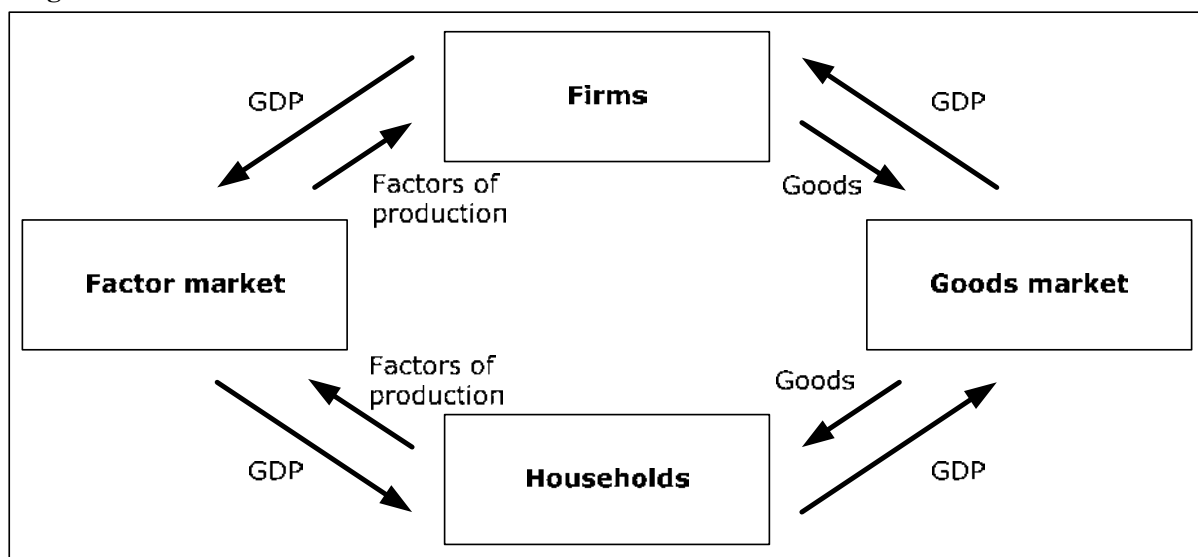 Firms
GDP
GDP
Factors of
production
Goods
Factor market
Goods market
Factors of
production
Goods
GDP
GDP
Households